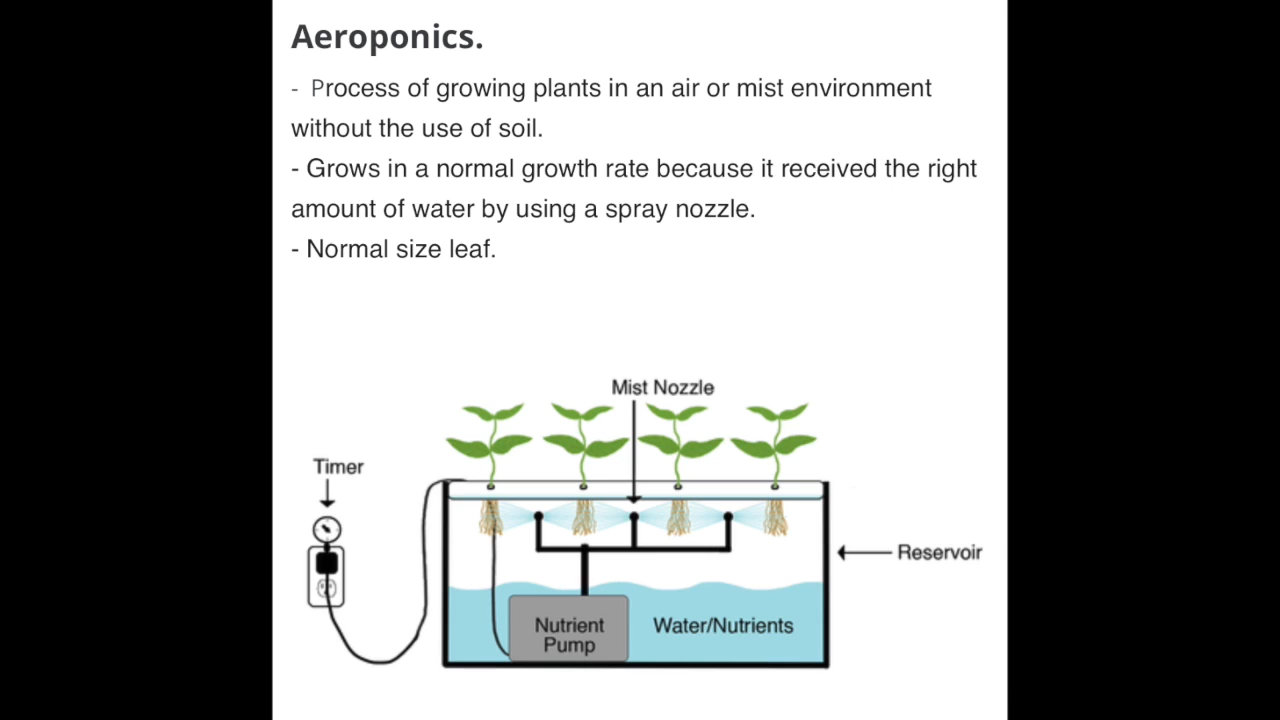 Aeroponics.
- Process of growing plants in an air or mist environment
without the use of soil.
- Grows in a normal growth rate because it received the right
amount of water by using a spray nozzle.
- Normal size leaf.
Mist Nozzle
Timer
Reservoir
Nutrient
Pump
Water/Nutrients